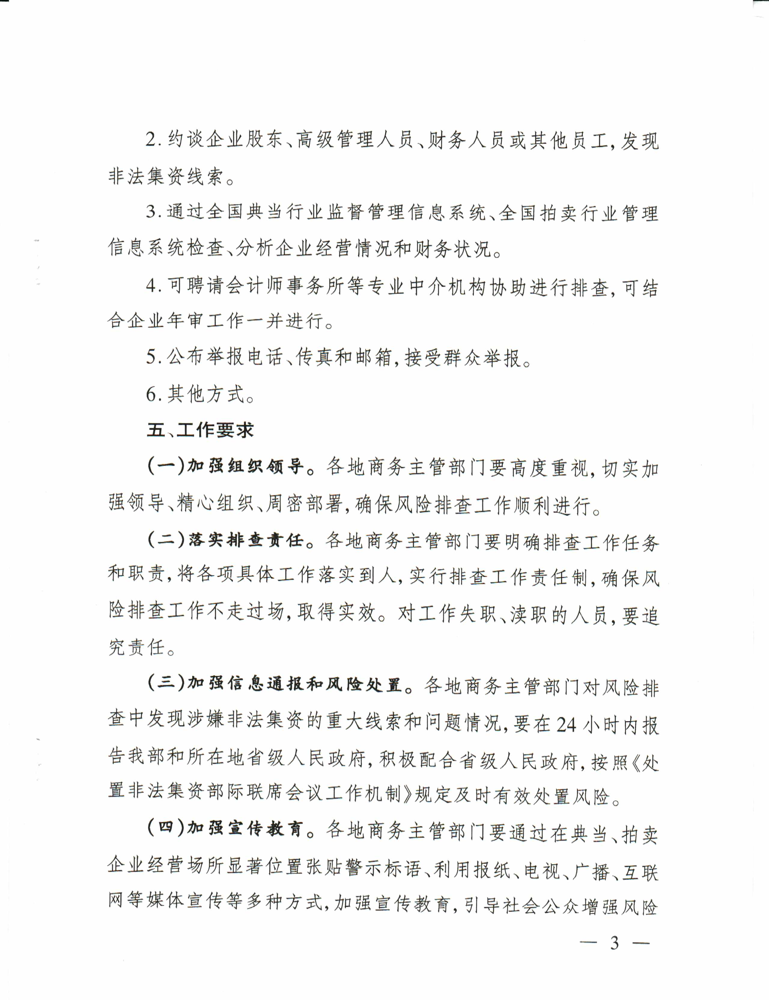 2.约谈企业股东、高级管理人员、财务人员或其他员工,发现
非法集资线索。
3.通过全国典当行业监督管理信息系统、全国拍卖行业管理
信息系统检查、分析企业经营情况和财务状况。
4.可聘请会计师事务所等专业中介机构协助进行排查,可结
合企业年审工作一并进行。
5.公布举报电话、传真和邮箱,接受群众举报。
6.其他方式。
五、工作要求
(一)加强组织领导。各地商务主管部门要高度重视,切实加
强领导、精心组织、周密部署,确保风险排查工作顺利进行。
(二)落实排查责任。各地商务主管部门要明确排查工作任务
和职责,将各项具体工作落实到人,实行排查工作责任制,确保风
险排查工作不走过场,取得实效。对工作失职、渎职的人员,要追
究责任。
(三)加强信息通报和风险处置。各地商务主管部门对风险排
查中发现涉嫌非法集资的重大线索和问题情况,要在24小时内报
告我部和所在地省级人民政府,积极配合省级人民政府,按照《处
置非法集资部际联席会议工作机制》规定及时有效处置风险。
(四)加强宣传教育。各地商务主管部门要通过在典当、拍卖
企业经营场所显著位置张贴警示标语、利用报纸、电视、广播、互联
网等媒体宣传等多种方式,加强宣传教育,引导社会公众增强风险
— 3 —